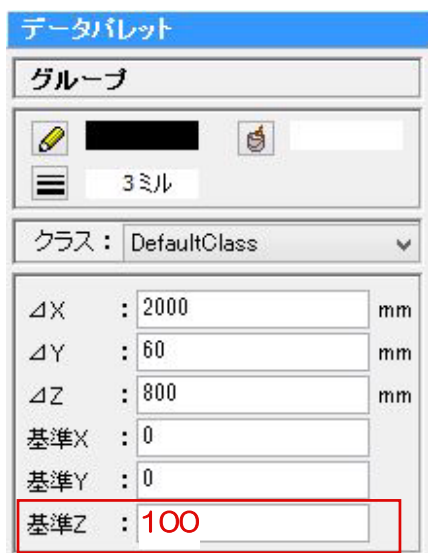 データパレット
グループ
3ミル
クラス： DefaultClass
⊿X : 2000 mm
⊿Y : 60 mm
⊿Z : 800 mm
基準X : 0
基準Y : 0
基準Z : 100